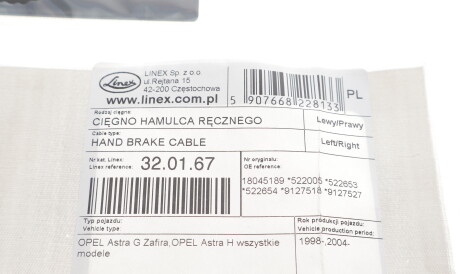 Linex
LINEX Sp. z o.o.
ul.Rejtana 15
42-200 Częstochowa
www.linex.com.pl
5 907668 228133
PL
Rodzaj cięgna:
CIĘGNO HAMULCA RĘCZNEGO
Lewy/Prawy
Cable type:
HAND BRAKE CABLE
Left/Right
Nr kat. Linex:
Linex reference:
32.01.67
Nr oryginału:
OE reference:
18045189 *522005 *522653
*522654 *9127518 *9127527
Typ pojazdu:
Vehicle type:
Rok produkcji pojazdu:
Vehicle production period:
OPEL Astra G Zafira,OPEL Astra H wszystkie
modele
1998-,2004-